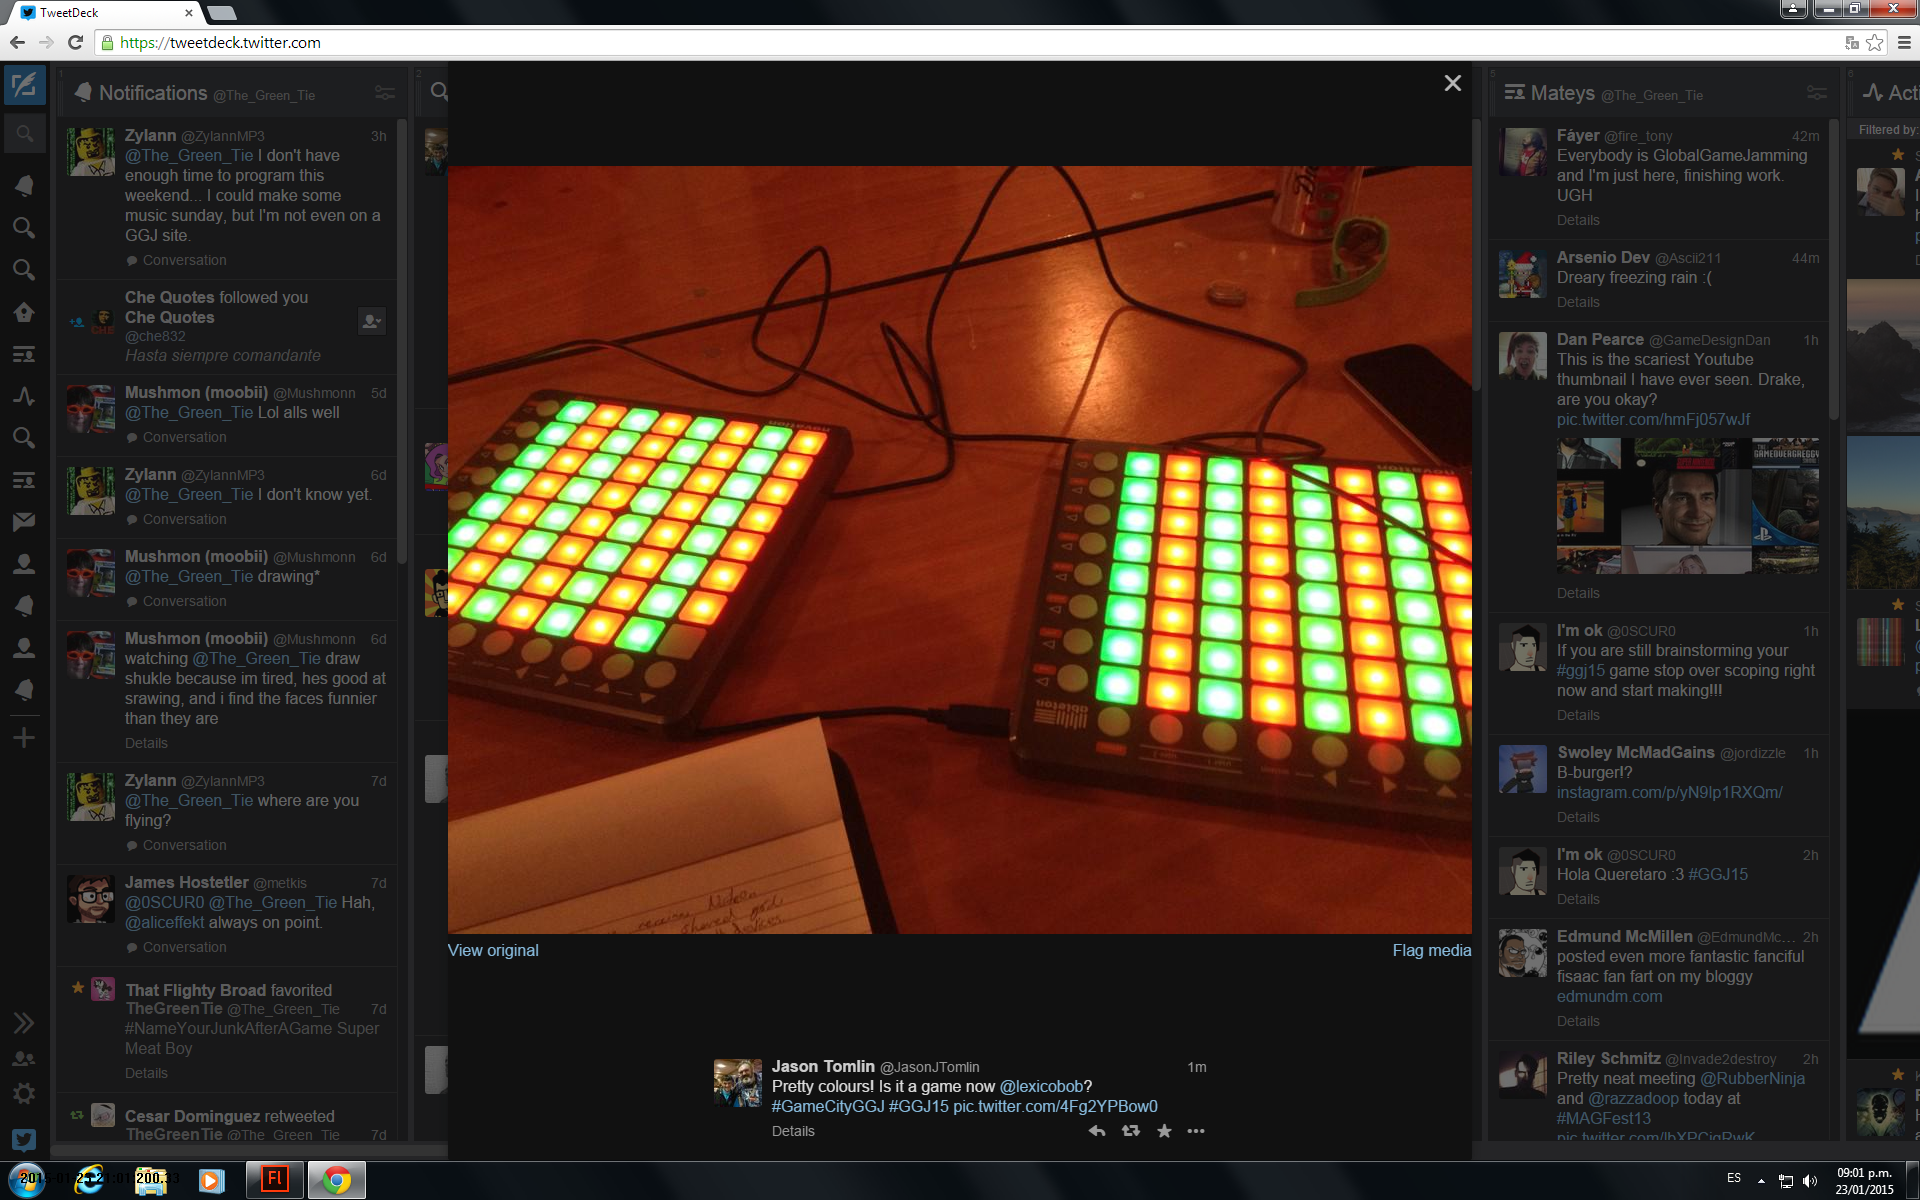 TweetDeck
https://tweetdeck.twitter.com
1
Notifications @The_Green_Tie
Zylann @ZylannMP3 3h
@The_Green_Tie I don't have
enough time to program this
weekend... I could make some
music sunday, but I'm not even on a
GGJ site.
Conversation
Che Quotes followed you
Che Quotes
@che832
Hasta siempre comandante
Mushmon (moobii) @Mushmonn 5d
@The_Green_Tie Lol alls well
Conversation
Zylann @ZylannMP3 6d
@The_Green_Tie I don't know yet.
Conversation
Mushmon (moobii) @Mushmonn 6d
@The_Green_Tie drawing*
Conversation
Mushmon (moobii) @Mushmonn 6d
watching @The_Green_Tie draw
shukle because im tired, hes good at
srawing, and i find the faces funnier
than they are
Details
Zylann @ZylannMP3 7d
@The_Green_Tie where are you
flying?
Conversation
James Hostetler @metkis 7d
@0SCUR0 @The_Green_Tie Hah,
@aliceffekt always on point.
Conversation
That Flighty Broad favorited
TheGreenTie @The_Green_Tie 7d
#NameYourJunkAfterAGame Super
Meat Boy
Details
Cesar Dominguez retweeted
TheGreenTie @The_Green_Tie 7d
2
novation
novation
ableton
View original
Flag media
Jason Tomlin @JasonJTomlin 1m
Pretty colours! Is it a game now @lexicobob?
#GameCityGGJ #GGJ15 pic.twitter.com/4Fg2YPBow0
Details
5
Mateys @The_Green_Tie
Fáyer @fire_tony 42m
Everybody is GlobalGameJamming
and I'm just here, finishing work.
UGH
Details
Arsenio Dev @Ascii211 44m
Dreary freezing rain :(
Details
Dan Pearce @GameDesignDan 1h
This is the scariest Youtube
thumbnail I have ever seen. Drake,
are you okay?
pic.twitter.com/hmFj057wJf
Details
I'm ok @0SCUR0 1h
If you are still brainstorming your
#ggj15 game stop over scoping right
now and start making!!!
Details
Swoley McMadGains @jordizzle 1h
B-burger!?
instagram.com/p/yN9lp1RXQm/
Details
I'm ok @0SCUR0 2h
Hola Queretaro :3 #GGJ15
Details
Edmund McMillen @EdmundMc... 2h
posted even more fantastic fanciful
fisaac fan fart on my bloggy
edmundm.com
Details
Riley Schmitz @Invade2destroy 2h
Pretty neat meeting @RubberNinja
and @razzadoop today at
#MAGFest13
6
Acti
Filtered by:
Fl
ES
09:01 p.m.
23/01/2015